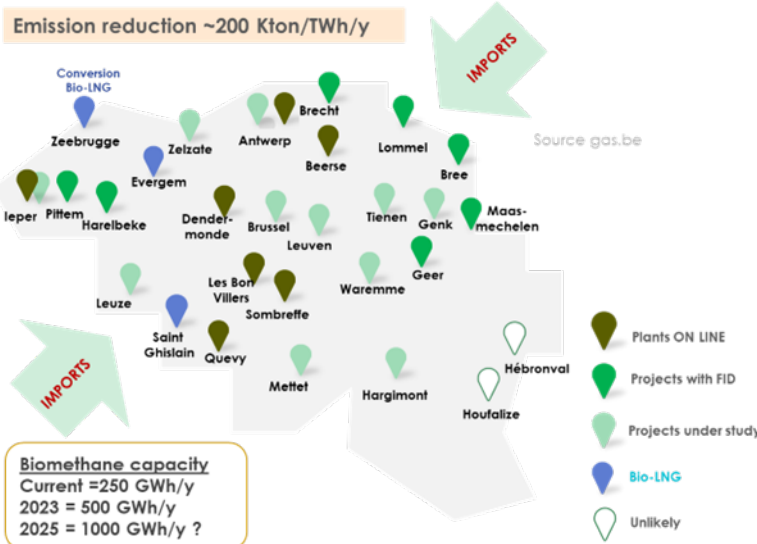 Emission reduction ~200 Kton/TWh/y
IMPORTS
Source gas.be
Conversion
Bio-LNG
Zeebrugge
Zelzate
Antwerp
Brecht
Beerse
Lommel
Bree
Evergem
Ieper
Pittem
Harelbeke
Dender-
monde
Brussel
Leuven
Tienen
Genk
Maas-
mechelen
Geer
Waremme
Leuze
Les Bon
Villers
Sombreffe
Saint
Ghislain
Quevy
Mettet
Hargimont
Hébronval
Houfalize
IMPORTS
Plants ON LINE
Projects with FID
Projects under study
Bio-LNG
Unlikely
Biomethane capacity
Current =250 GWh/y
2023 = 500 GWh/y
2025 = 1000 GWh/y ?